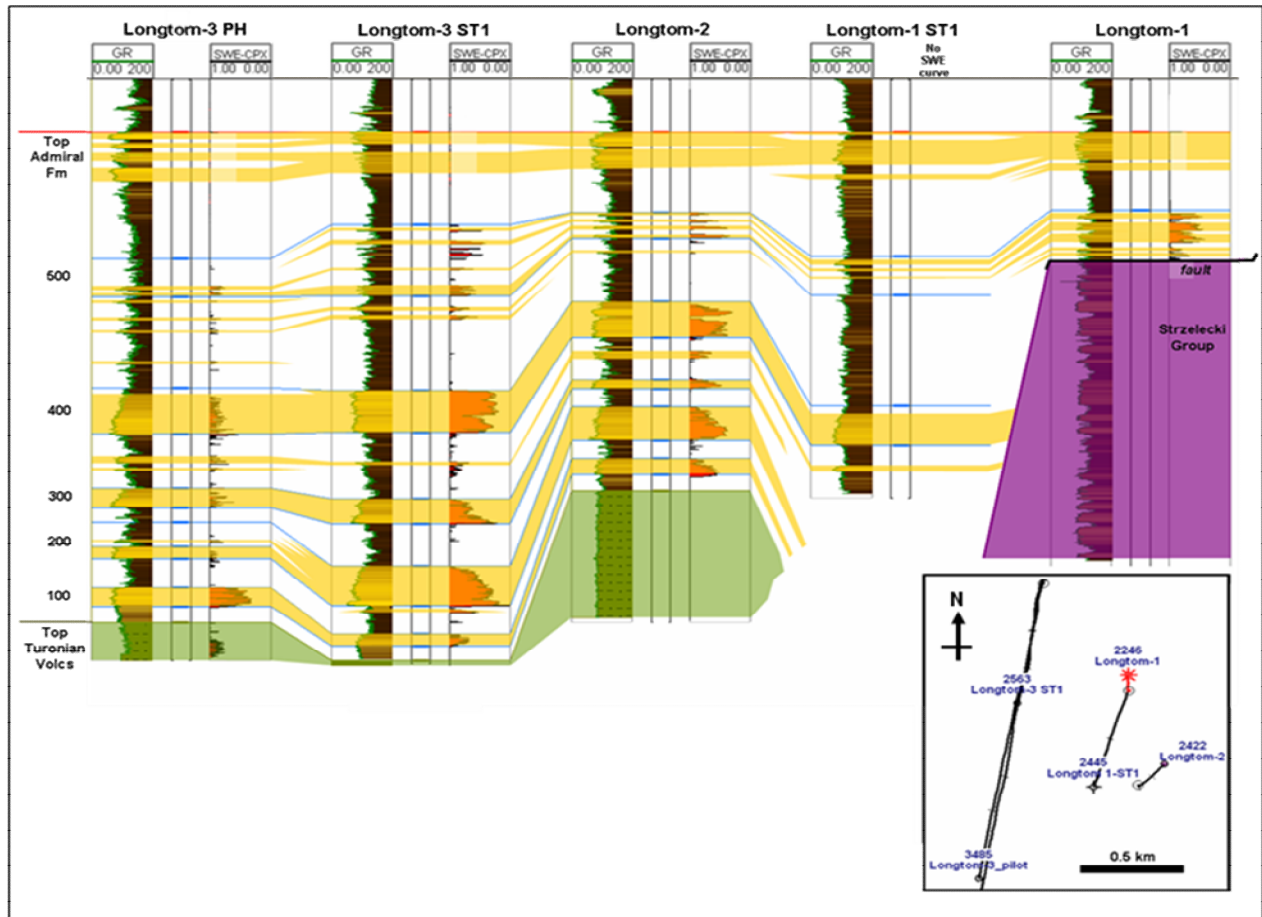 Longtom-3 PH
Longtom-3 ST1
Longtom-2
Longtom-1 ST1
Longtom-1
GR
SWE-CPX
GR
SWE-CPX
GR
SWE-CPX
GR
No
SWE
curve
GR
SWE-CPX
0.00 200
1.00 0.00
0.00 200
1.00 0.00
0.00 200
1.00 0.00
0.00 200
0.00 200
1.00 0.00
Top
Admiral
Fm
500
400
300
200
100
Top
Turonian
Volcs
fault
Strzelecki
Group
N
2246
Longtom-1
2563
Longtom-3 ST1
2422
Longtom-2
2445
Longtom 1-ST1
3485
Longtom-3_pilot
0.5 km